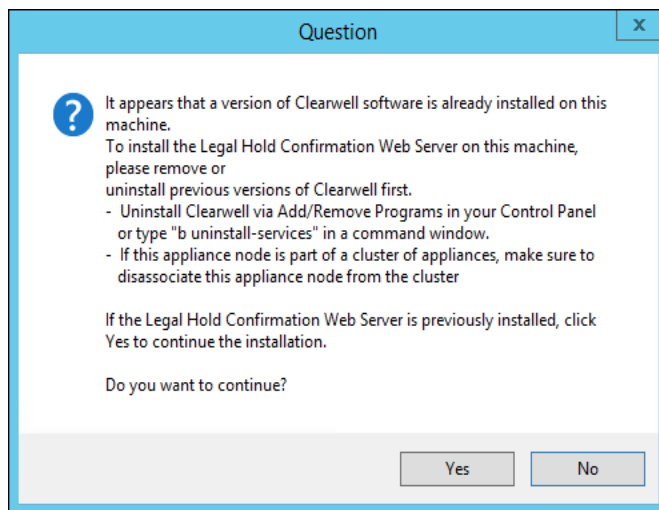 Question
x
?
It appears that a version of Clearwell software is already installed on this
machine.
To install the Legal Hold Confirmation Web Server on this machine,
please remove or
uninstall previous versions of Clearwell first.
- Uninstall Clearwell via Add/Remove Programs in your Control Panel
or type "b uninstall-services" in a command window.
- If this appliance node is part of a cluster of appliances, make sure to
disassociate this appliance node from the cluster
If the Legal Hold Confirmation Web Server is previously installed, click
Yes to continue the installation.
Do you want to continue?
Yes
No